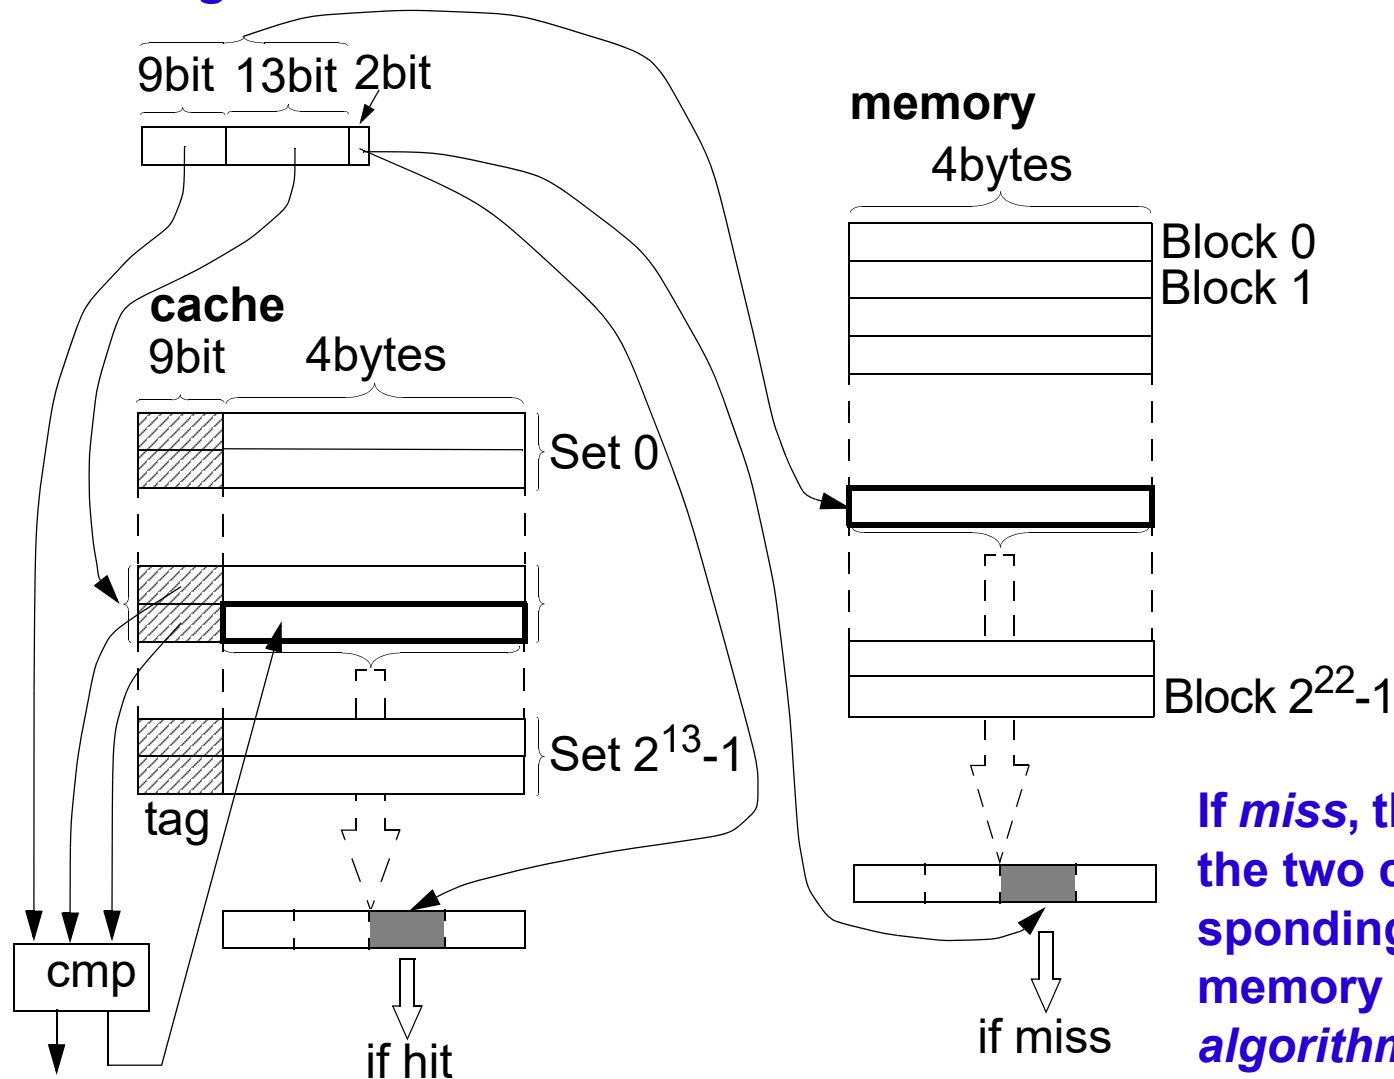 9bit 13bit 2bit
memory
4bytes
Block 0
Block 1
cache
9bit 4bytes
Set 0
Block 2^22-1
Set 2^13-1
tag
cmp
if hit
if miss
If miss,
the two
sponding
memory
algorithm